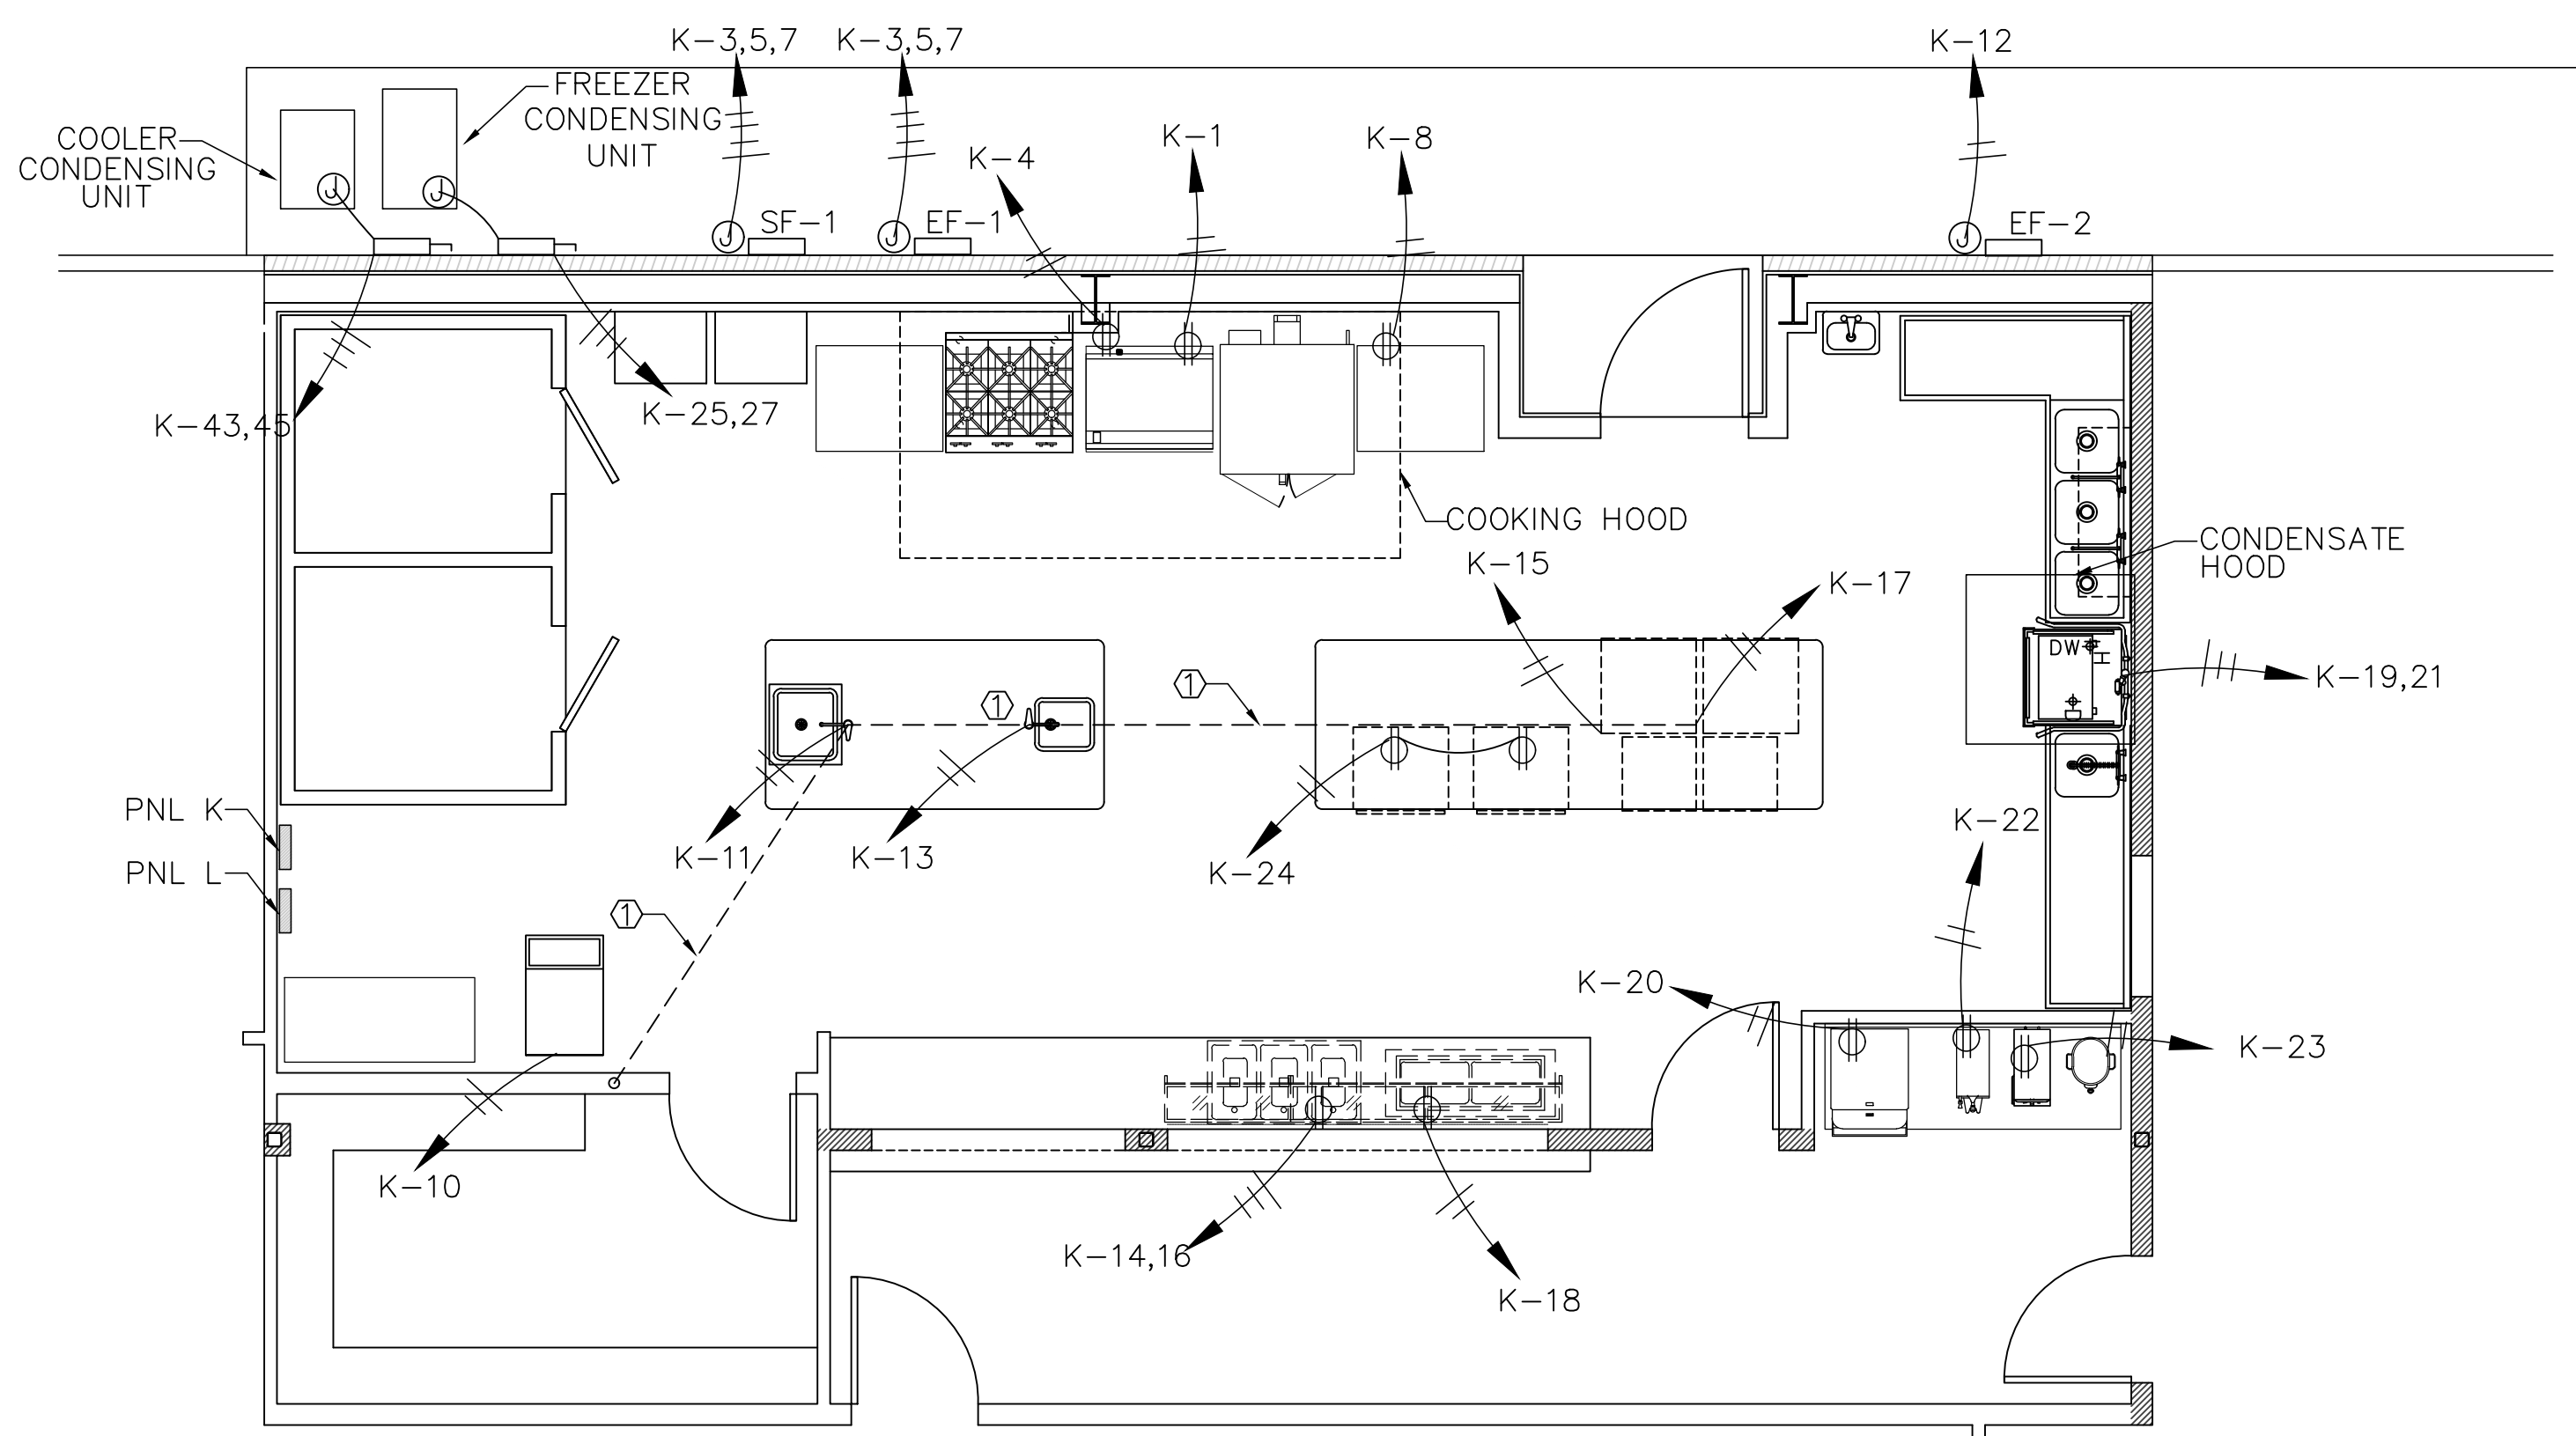 K-3,5,7
K-3,5,7
K-12
FREEZER
CONDENSING
UNIT
COOLER
CONDENSING
UNIT
K-4
K-1
K-8
J
J
J
SF-1
J
EF-1
J
EF-2
K-43,45
K-25,27
COOKING HOOD
K-15
K-17
CONDENSATE
HOOD
DW
H
K-19,21
1
1
PNL K
PNL L
K-11
K-13
K-24
K-22
1
K-20
K-23
K-10
K-14,16
K-18